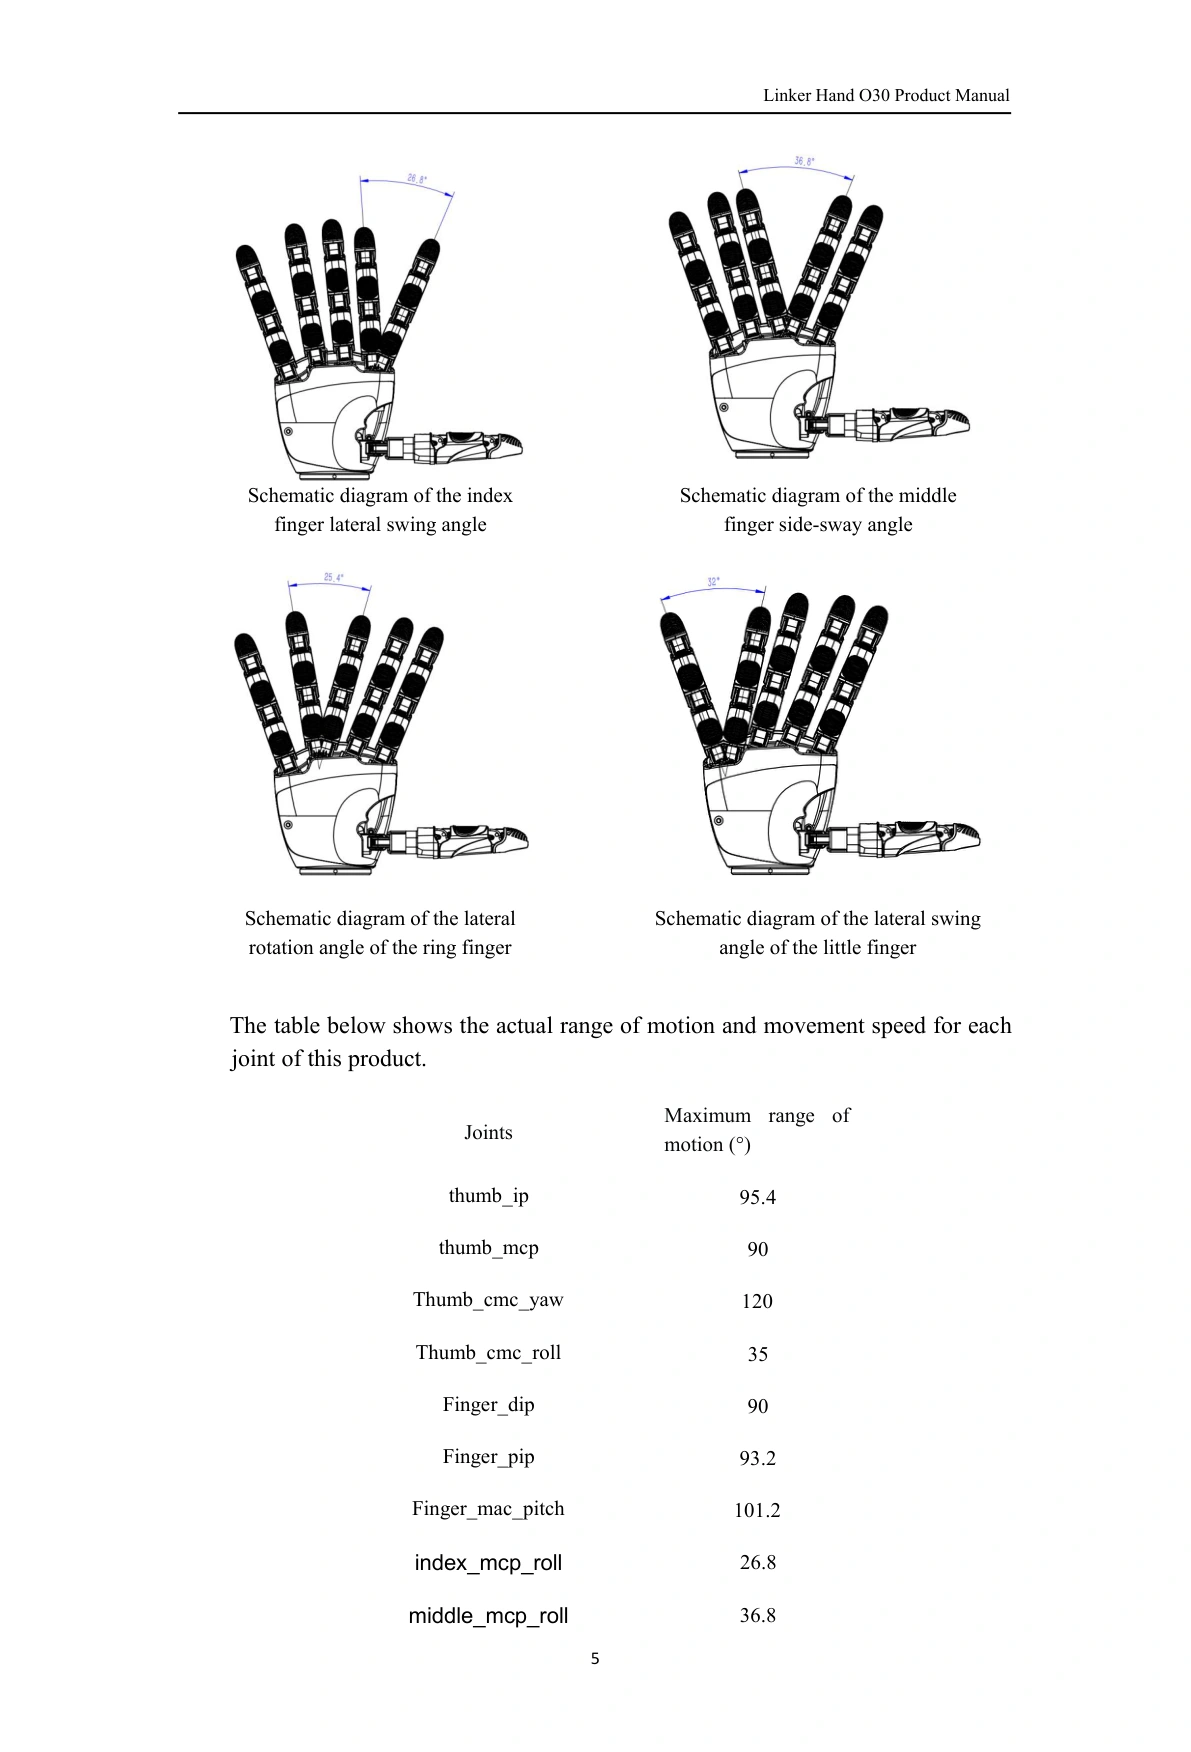 Linker Hand O30 Product Manual
26.8°
36.8°
Schematic diagram of the index
finger lateral swing angle
Schematic diagram of the middle
finger side-sway angle
25.4°
32°
Schematic diagram of the lateral
rotation angle of the ring finger
Schematic diagram of the lateral swing
angle of the little finger
The table below shows the actual range of motion and movement speed for each
joint of this product.
Joints
Maximum range of
motion (°)
thumb_ip 95.4
thumb_mcp 90
Thumb_cmc_yaw 120
Thumb_cmc_roll 35
Finger_dip 90
Finger_pip 93.2
Finger_mac_pitch 101.2
index_mcp_roll 26.8
middle_mcp_roll 36.8
5